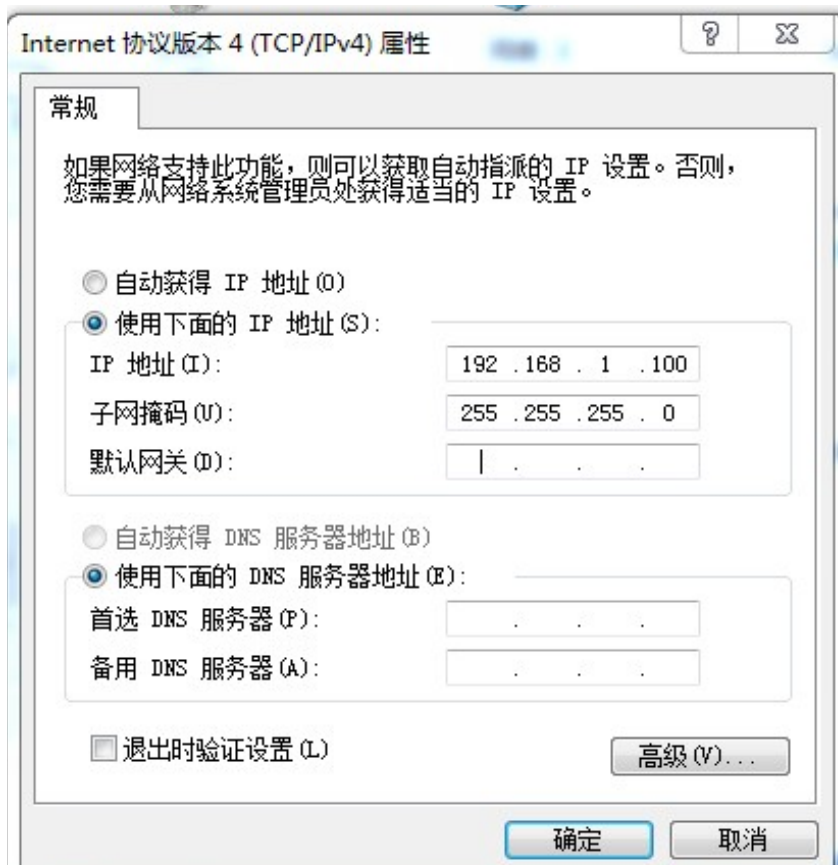 Internet 协议版本 4 (TCP/IPv4) 属性
常规
如果网络支持此功能，则可以获取自动指派的 IP 设置。否则，
您需要从网络系统管理员处获得适当的 IP 设置。
自动获得 IP 地址(O)
使用下面的 IP 地址(S):
IP 地址(I): 192 .168 . 1 .100
子网掩码(U): 255 .255 .255 . 0
默认网关(D): . . .
自动获得 DNS 服务器地址(B)
使用下面的 DNS 服务器地址(E):
首选 DNS 服务器(P): . . .
备用 DNS 服务器(A): . . .
退出时验证设置(L)
高级(V)...
确定 取消